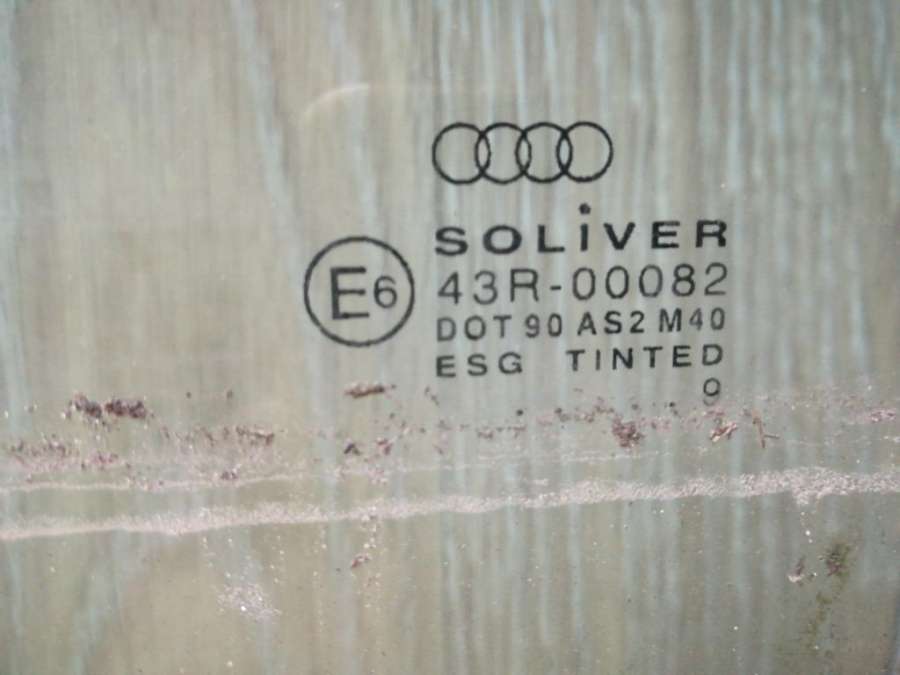 SOLiVER
E6 43R-00082
DOT 90 AS2 M40
ESG TINTED
9